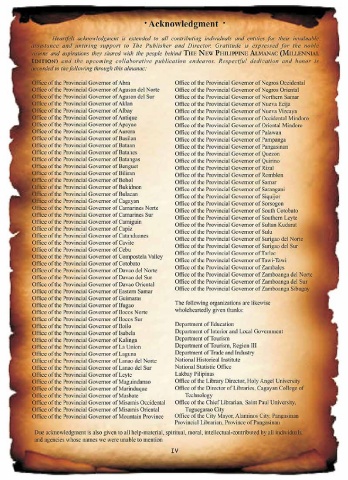 • Acknowledgment •
Heartfelt acknowledgment is extended to all contributing individuals and entities for their invaluable
assistance and untiring support to The Publisher and Director. Gratitude is expressed for the noble
visions and aspirations they shared with the people behind THE NEW PHILIPPINE ALMANAC (MILLENNIAL
EDITION) and the upcoming collaborative publication endeavor. Respectful dedication and honor is
extended to the following through this almanac:
Office of the Provincial Governor of Abra
Office of the Provincial Governor of Agusan del Norte
Office of the Provincial Governor of Agusan del Sur
Office of the Provincial Governor of Aklan
Office of the Provincial Governor of Albay
Office of the Provincial Governor of Antique
Office of the Provincial Governor of Apayao
Office of the Provincial Governor of Aurora
Office of the Provincial Governor of Basilan
Office of the Provincial Governor of Bataan
Office of the Provincial Governor of Batanes
Office of the Provincial Governor of Batangas
Office of the Provincial Governor of Benguet
Office of the Provincial Governor of Biliran
Office of the Provincial Governor of Bohol
Office of the Provincial Governor of Bukidnon
Office of the Provincial Governor of Bulacan
Office of the Provincial Governor of Cagayan
Office of the Provincial Governor of Camarines Norte
Office of the Provincial Governor of Camarines Sur
Office of the Provincial Governor of Camiguin
Office of the Provincial Governor of Capiz
Office of the Provincial Governor of Catanduanes
Office of the Provincial Governor of Cavite
Office of the Provincial Governor of Cebu
Office of the Provincial Governor of Compostela Valley
Office of the Provincial Governor of Cotabato
Office of the Provincial Governor of Davao del Norte
Office of the Provincial Governor of Davao del Sur
Office of the Provincial Governor of Davao Oriental
Office of the Provincial Governor of Eastern Samar
Office of the Provincial Governor of Guimaras
Office of the Provincial Governor of Ifugao
Office of the Provincial Governor of Ilocos Norte
Office of the Provincial Governor of Ilocos Sur
Office of the Provincial Governor of Iloilo
Office of the Provincial Governor of Isabela
Office of the Provincial Governor of Kalinga
Office of the Provincial Governor of La Union
Office of the Provincial Governor of Laguna
Office of the Provincial Governor of Lanao del Norte
Office of the Provincial Governor of Lanao del Sur
Office of the Provincial Governor of Leyte
Office of the Provincial Governor of Maguindanao
Office of the Provincial Governor of Marinduque
Office of the Provincial Governor of Masbate
Office of the Provincial Governor of Misamis Occidental
Office of the Provincial Governor of Misamis Oriental
Office of the Provincial Governor of Mountain Province
Office of the Provincial Governor of Negros Occidental
Office of the Provincial Governor of Negros Oriental
Office of the Provincial Governor of Northern Samar
Office of the Provincial Governor of Nueva Ecija
Office of the Provincial Governor of Nueva Vizcaya
Office of the Provincial Governor of Occidental Mindoro
Office of the Provincial Governor of Oriental Mindoro
Office of the Provincial Governor of Palawan
Office of the Provincial Governor of Pampanga
Office of the Provincial Governor of Pangasinan
Office of the Provincial Governor of Quezon
Office of the Provincial Governor of Quirino
Office of the Provincial Governor of Rizal
Office of the Provincial Governor of Romblon
Office of the Provincial Governor of Samar
Office of the Provincial Governor of Sarangani
Office of the Provincial Governor of Siquijor
Office of the Provincial Governor of Sorsogon
Office of the Provincial Governor of South Cotabato
Office of the Provincial Governor of Southern Leyte
Office of the Provincial Governor of Sultan Kudarat
Office of the Provincial Governor of Sulu
Office of the Provincial Governor of Surigao del Norte
Office of the Provincial Governor of Surigao del Sur
Office of the Provincial Governor of Tarlac
Office of the Provincial Governor of Tawi-Tawi
Office of the Provincial Governor of Zambales
Office of the Provincial Governor of Zamboanga del Norte
Office of the Provincial Governor of Zamboanga del Sur
Office of the Provincial Governor of Zamboanga Sibugay
The following organizations are likewise
wholeheartedly given thanks:
Department of Education
Department of Interior and Local Government
Department of Tourism
Department of Tourism, Region III
Department of Trade and Industry
National Historical Institute
National Statistic Office
Lakbay Pilipinas
Office of the Library Director, Holy Angel University
Office of the Director of Libraries, Cagayan College of
Technology
Office of the Chief Librarian, Saint Paul University,
Tuguegarao City
Office of the City Mayor, Alaminos City, Pangasinan
Provincial Librarian, Province of Pangasinan
Due acknowledgment is also given to all help-material, spiritual, moral, intellectual-contributed by all individuals
and agencies whose names we were unable to mention
IV